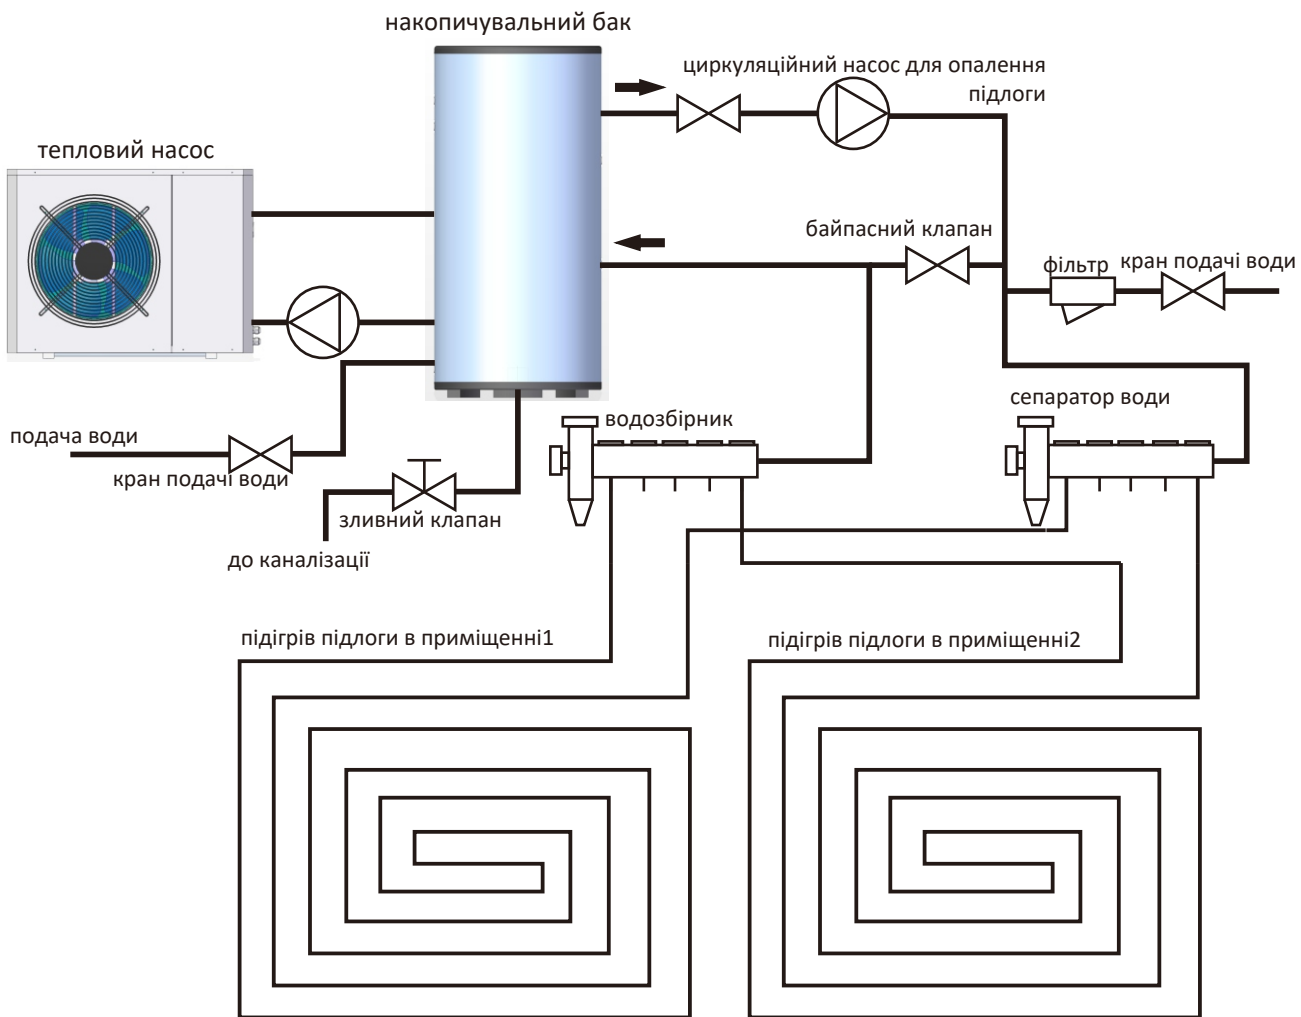 накопичувальний бак
циркуляційний насос для опалення
підлоги
тепловий насос
байпасний клапан
фільтр
кран подачі води
сепаратор води
водозбірник
подача води
кран подачі води
зливний клапан
до каналізації
підігрів підлоги в приміщенні1
підігрів підлоги в приміщенні2